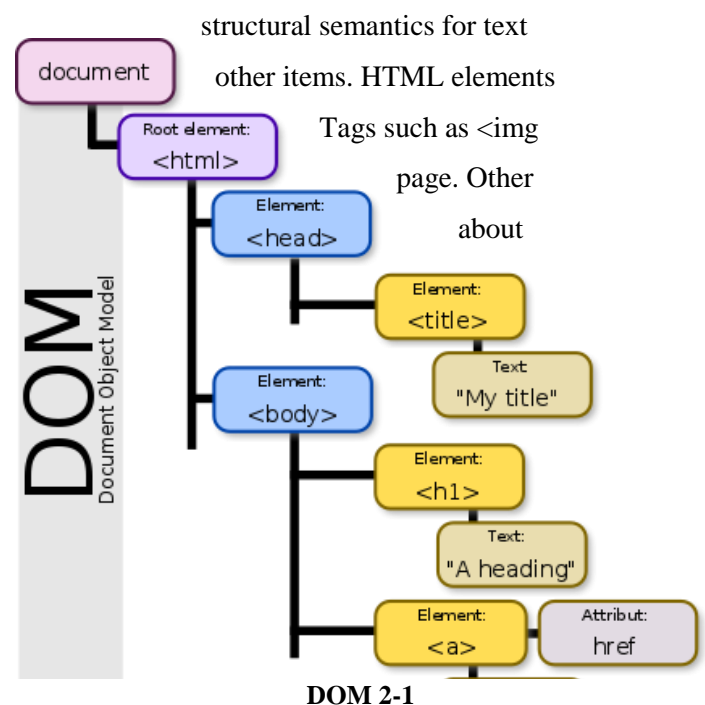 structural semantics for text
document
other items. HTML elements
Root element:
<html>
Tags such as <img
page. Other
Element:
<head>
about
DOM
Document Object Model
Element:
<title>
Text
"My title"
Element:
<body>
Element:
<h1>
Text:
"A heading"
Element:
<a>
Attribut:
href
DOM 2-1